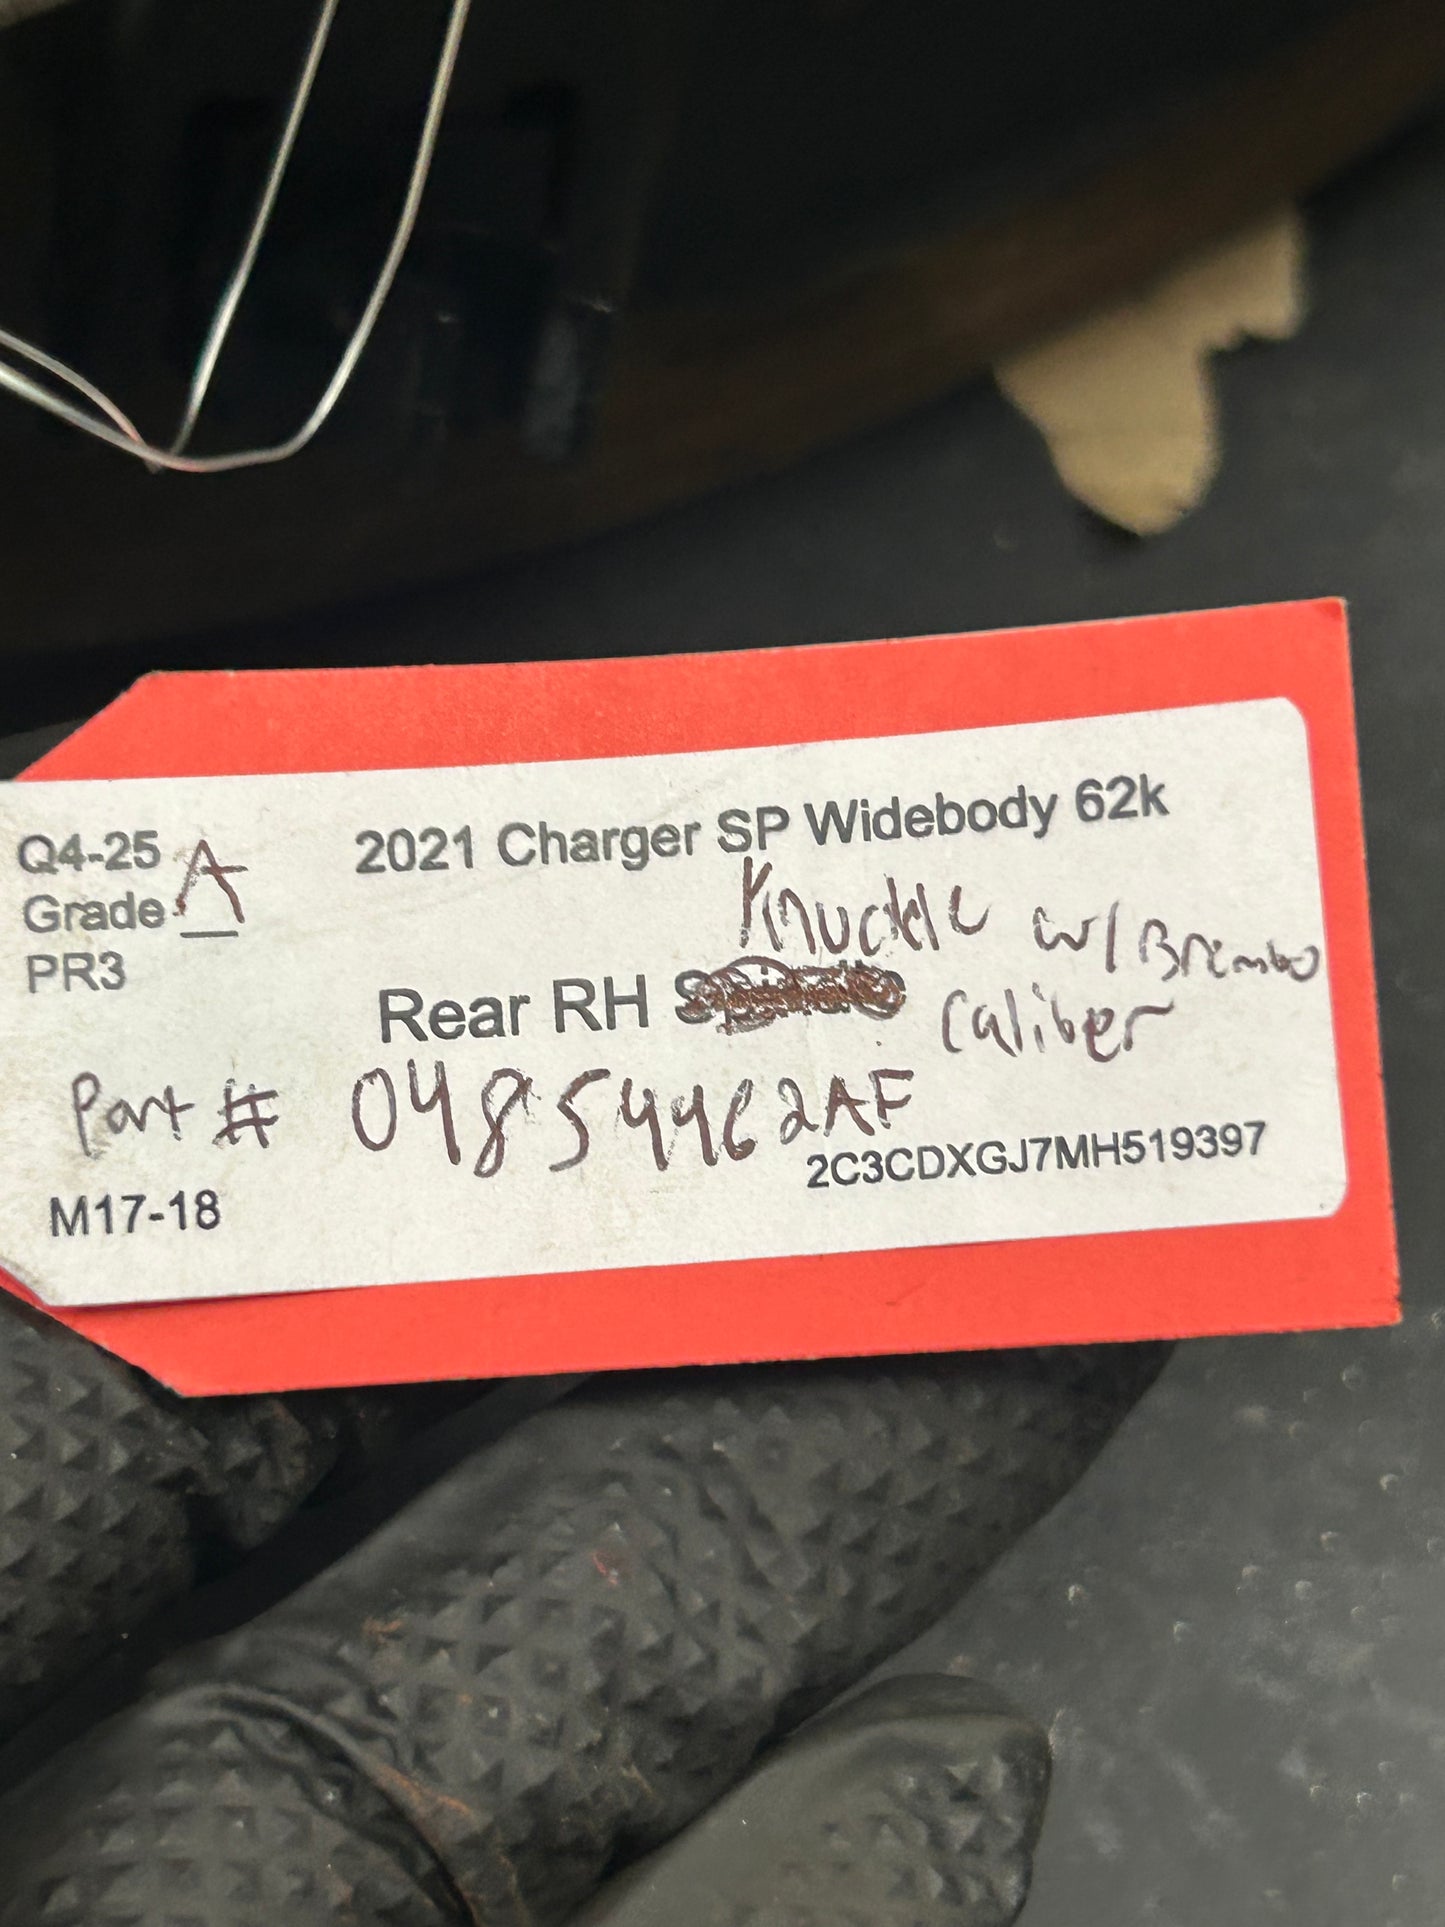 Q4-25
Grade: A
PR3
2021 Charger SP Widebody 62k
Knuckle w/ Brembo
Rear RH
Caliber
Part # 04854462AF
2C3CDXGJ7MH519397
M17-18